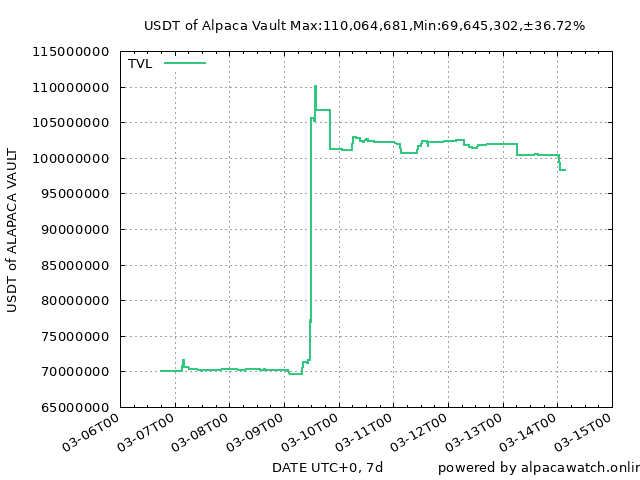 USDT of Alpaca Vault Max:110,064,681,Min:69,645,302,±36.72%
TVL
115000000
110000000
105000000
100000000
95000000
90000000
85000000
80000000
75000000
70000000
65000000
USDT of ALAPACA VAULT
03-06T00
03-07T00
03-08T00
03-09T00
03-10T00
03-11T00
03-12T00
03-13T00
03-14T00
03-15T00
DATE UTC+0, 7d
powered by alpacawatch.onlin